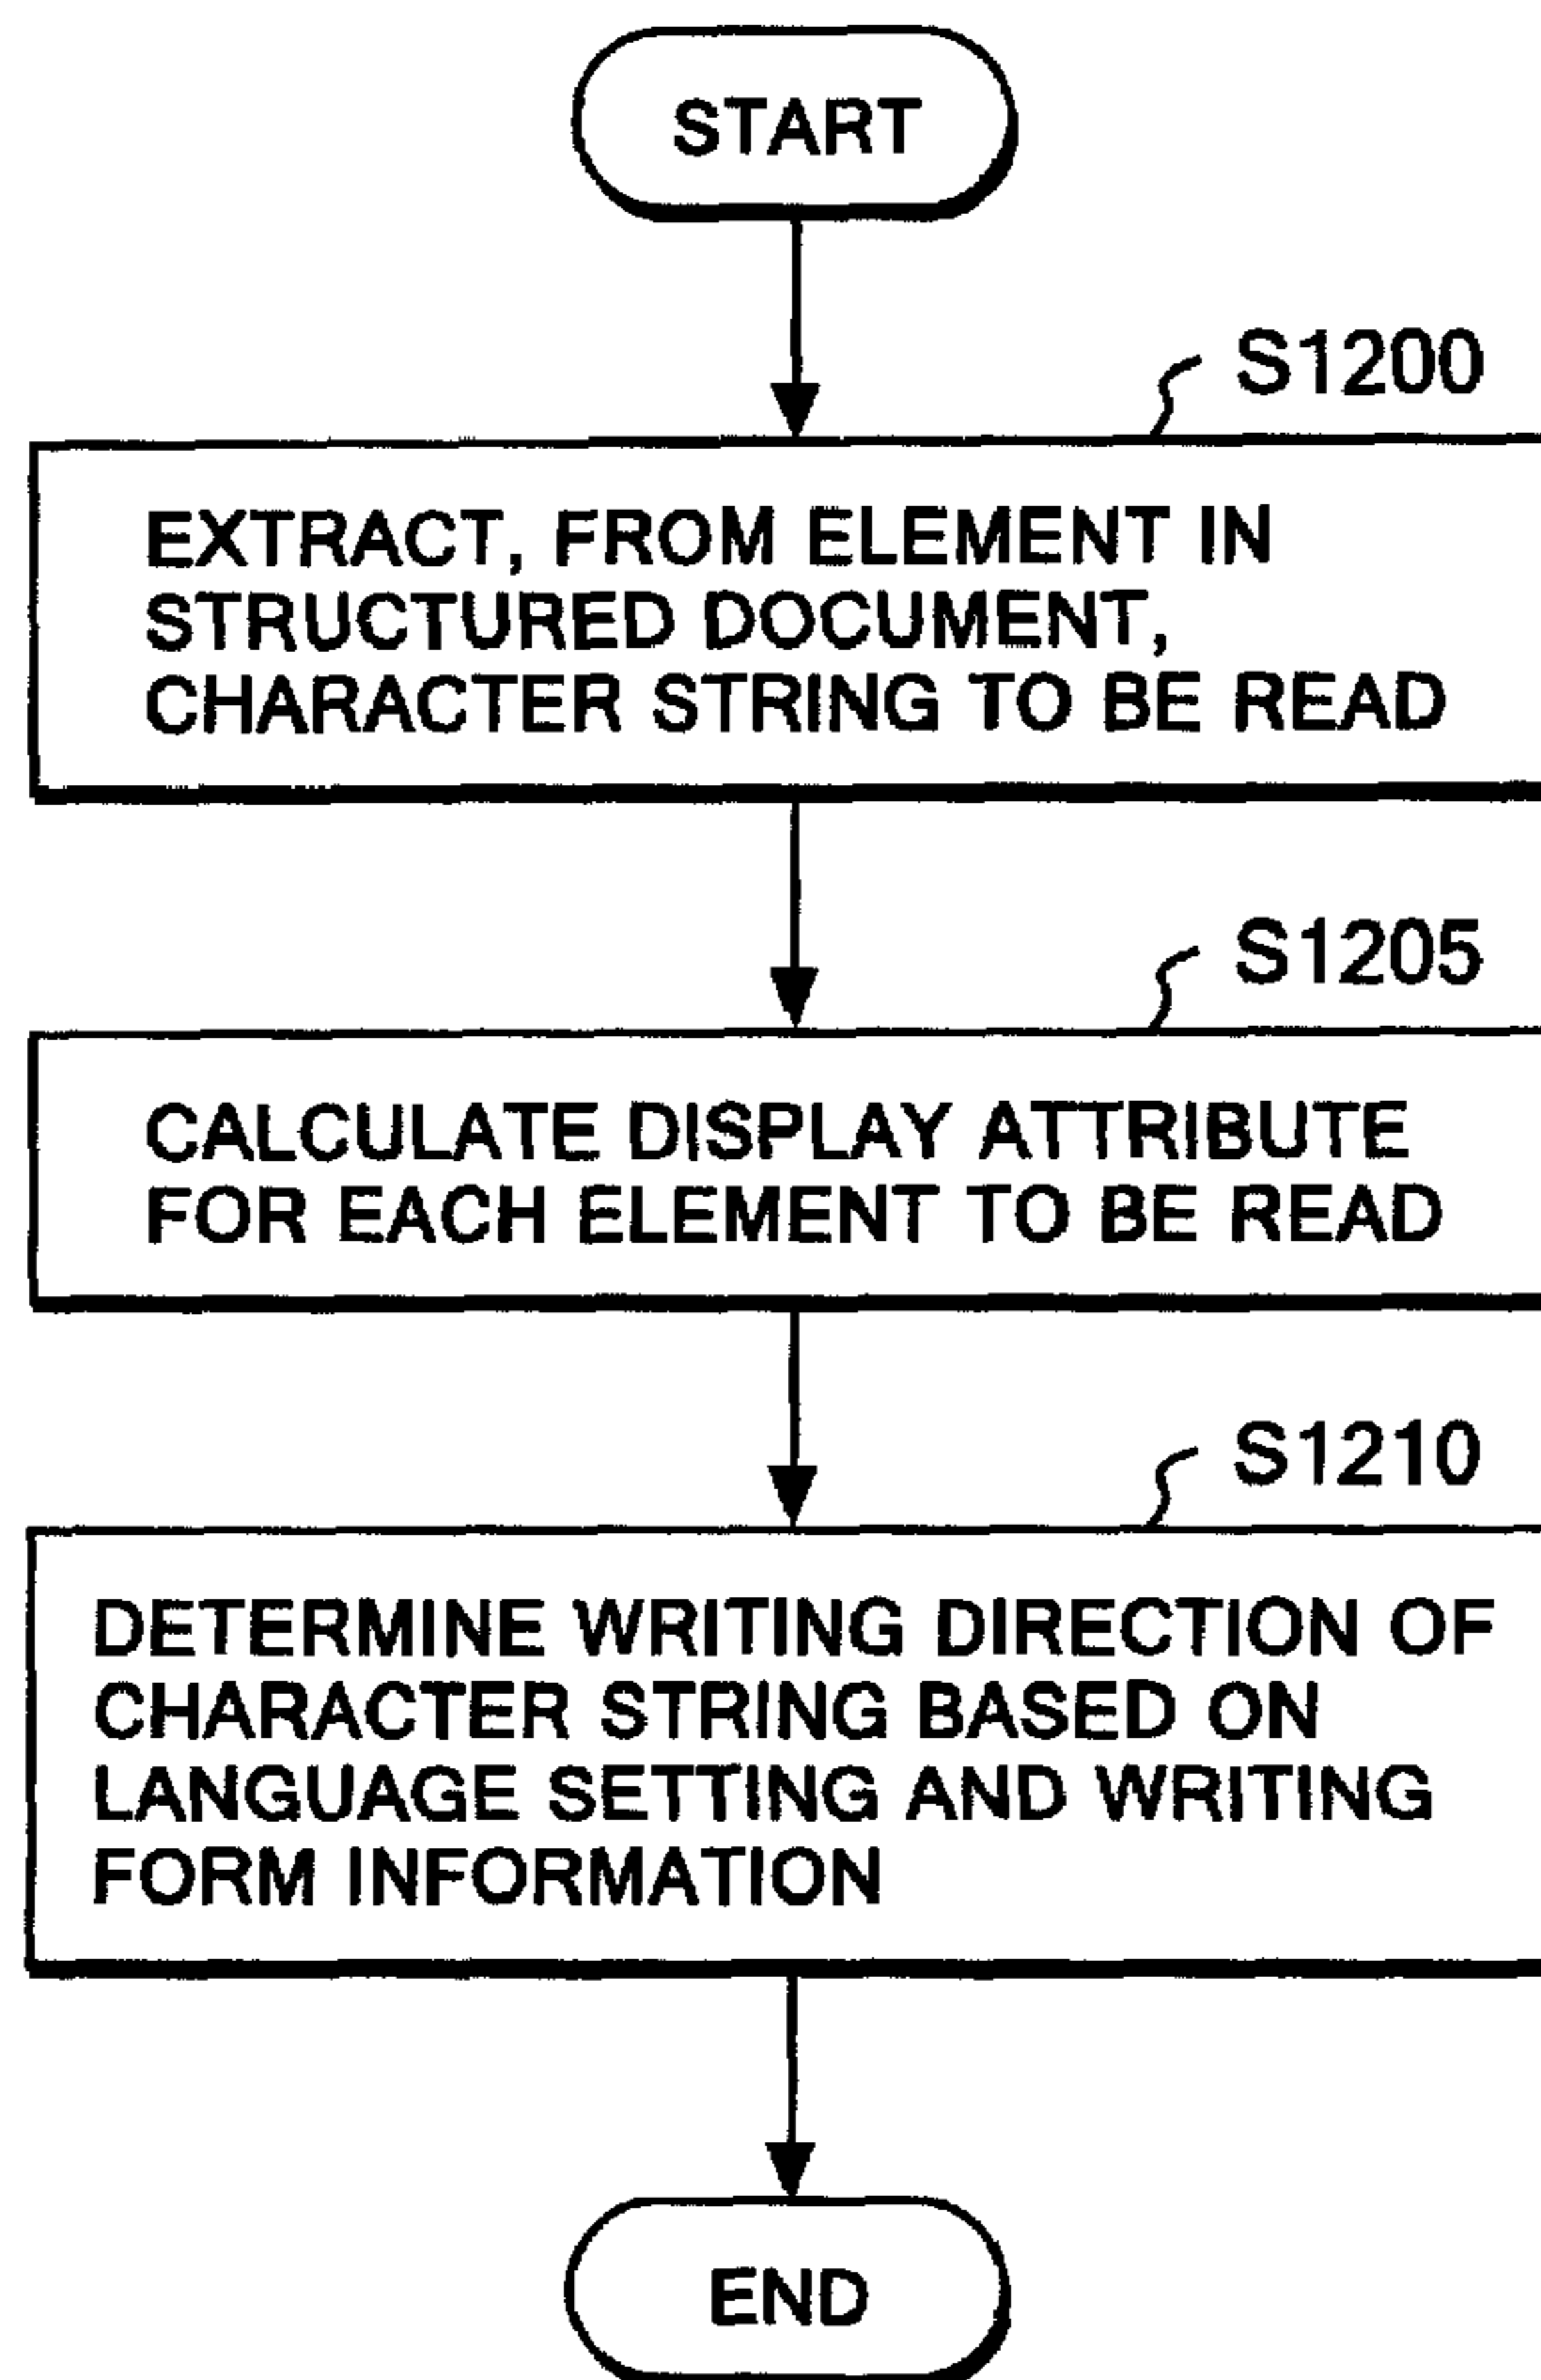 START
S1200
EXTRACT, FROM ELEMENT IN
STRUCTURED DOCUMENT,
CHARACTER STRING TO BE READ
S1205
CALCULATE DISPLAY ATTRIBUTE
FOR EACH ELEMENT TO BE READ
S1210
DETERMINE WRITING DIRECTION OF
CHARACTER STRING BASED ON
LANGUAGE SETTING AND WRITING
FORM INFORMATION
END